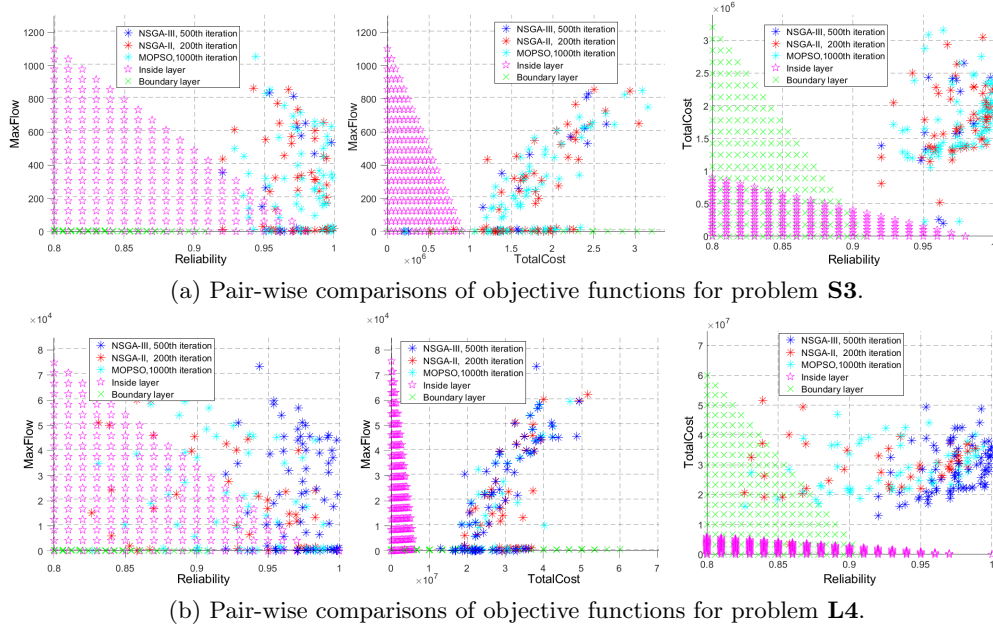 1200
1000
800
600
400
200
0
MaxFlow
NSGA-III, 500th iteration
NSGA-II, 200th iteration
MOPSO,1000th iteration
Inside layer
Boundary layer
0.8 0.85 0.9 0.95 1
Reliability
1200
1000
800
600
400
200
0
MaxFlow
NSGA-III, 500th iteration
NSGA-II, 200th iteration
MOPSO,1000th iteration
Inside layer
Boundary layer
0 0.5 1 1.5 2 2.5 3
×10^6
TotalCost
×10^6
3.5
3
2.5
2
1.5
1
0.5
0
TotalCost
NSGA-III, 500th iteration
NSGA-II, 200th iteration
MOPSO,1000th iteration
Inside layer
Boundary layer
0.8 0.85 0.9 0.95
Reliability
(a) Pair-wise comparisons of objective functions for problem S3.
×10^4
8
7
6
5
4
3
2
1
0
MaxFlow
NSGA-III, 500th iteration
NSGA-II, 200th iteration
MOPSO,1000th iteration
Inside layer
Boundary layer
0.8 0.85 0.9 0.95 1
Reliability
×10^4
8
7
6
5
4
3
2
1
0
MaxFlow
NSGA-III, 500th iteration
NSGA-II, 200th iteration
MOPSO,1000th iteration
Inside layer
Boundary layer
0 1 2 3 4 5 6 7
×10^7
TotalCost
×10^7
7
6
5
4
3
2
1
0
TotalCost
NSGA-III, 500th iteration
NSGA-II, 200th iteration
MOPSO,1000th iteration
Inside layer
Boundary layer
0.8 0.85 0.9 0.95 1
Reliability
(b) Pair-wise comparisons of objective functions for problem L4.